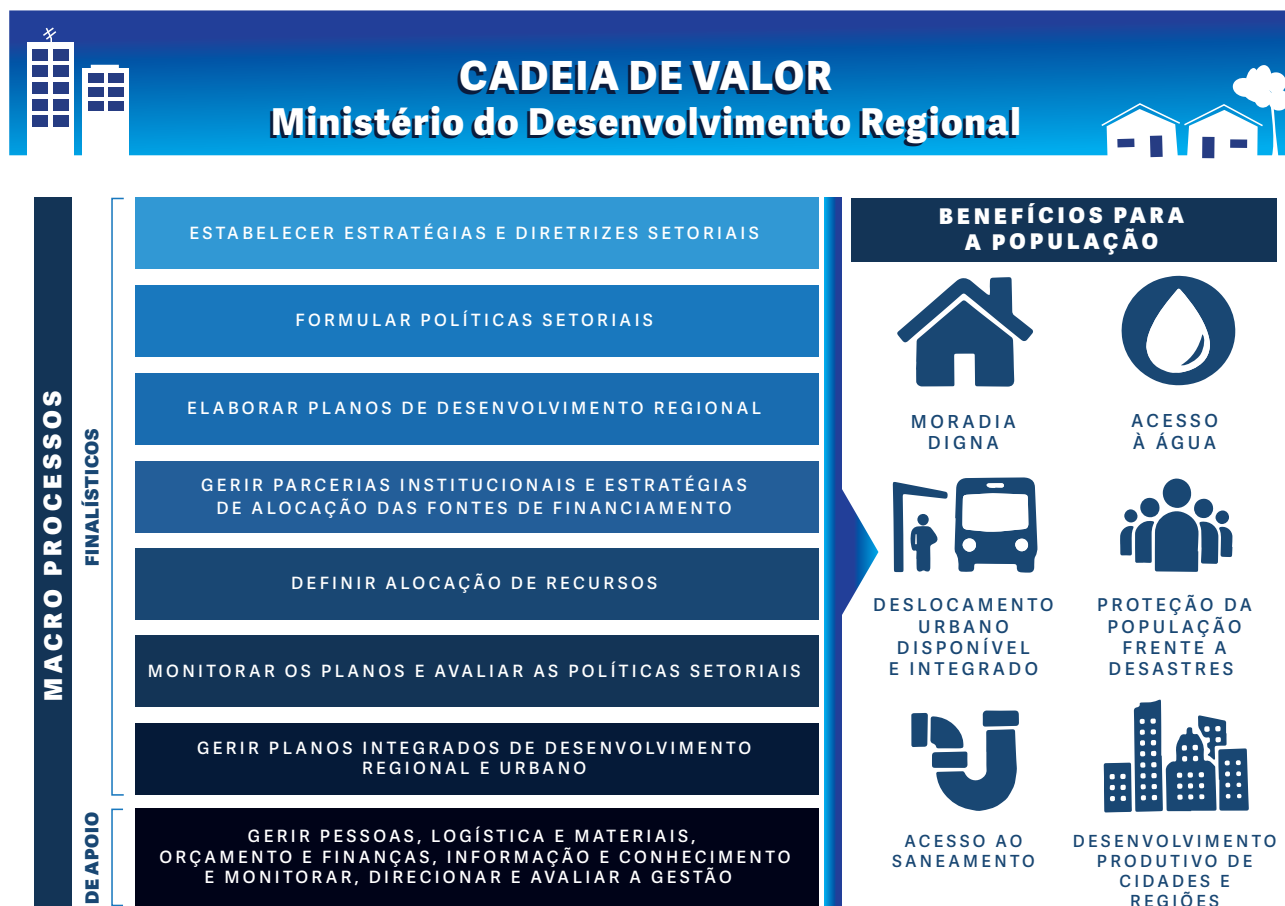 CADEIA DE VALOR
Ministério do Desenvolvimento Regional
MACRO PROCESSOS
FINALÍSTICOS
ESTABELECER ESTRATÉGIAS E DIRETRIZES SETORIAIS
FORMULAR POLÍTICAS SETORIAIS
ELABORAR PLANOS DE DESENVOLVIMENTO REGIONAL
GERIR PARCERIAS INSTITUCIONAIS E ESTRATÉGIAS
DE ALOCAÇÃO DAS FONTES DE FINANCIAMENTO
DEFINIR ALOCAÇÃO DE RECURSOS
MONITORAR OS PLANOS E AVALIAR AS POLÍTICAS SETORIAIS
GERIR PLANOS INTEGRADOS DE DESENVOLVIMENTO
REGIONAL E URBANO
DE APOIO
GERIR PESSOAS, LOGÍSTICA E MATERIAIS,
ORÇAMENTO E FINANÇAS, INFORMAÇÃO E CONHECIMENTO
E MONITORAR, DIRECIONAR E AVALIAR A GESTÃO
BENEFÍCIOS PARA
A POPULAÇÃO
MORADIA
DIGNA
ACESSO
À ÁGUA
DESLOCAMENTO
URBANO
DISPONÍVEL
E INTEGRADO
PROTEÇÃO DA
POPULAÇÃO
FRENTE A
DESASTRES
ACESSO AO
SANEAMENTO
DESENVOLVIMENTO
PRODUTIVO DE
CIDADES E
REGIÕES